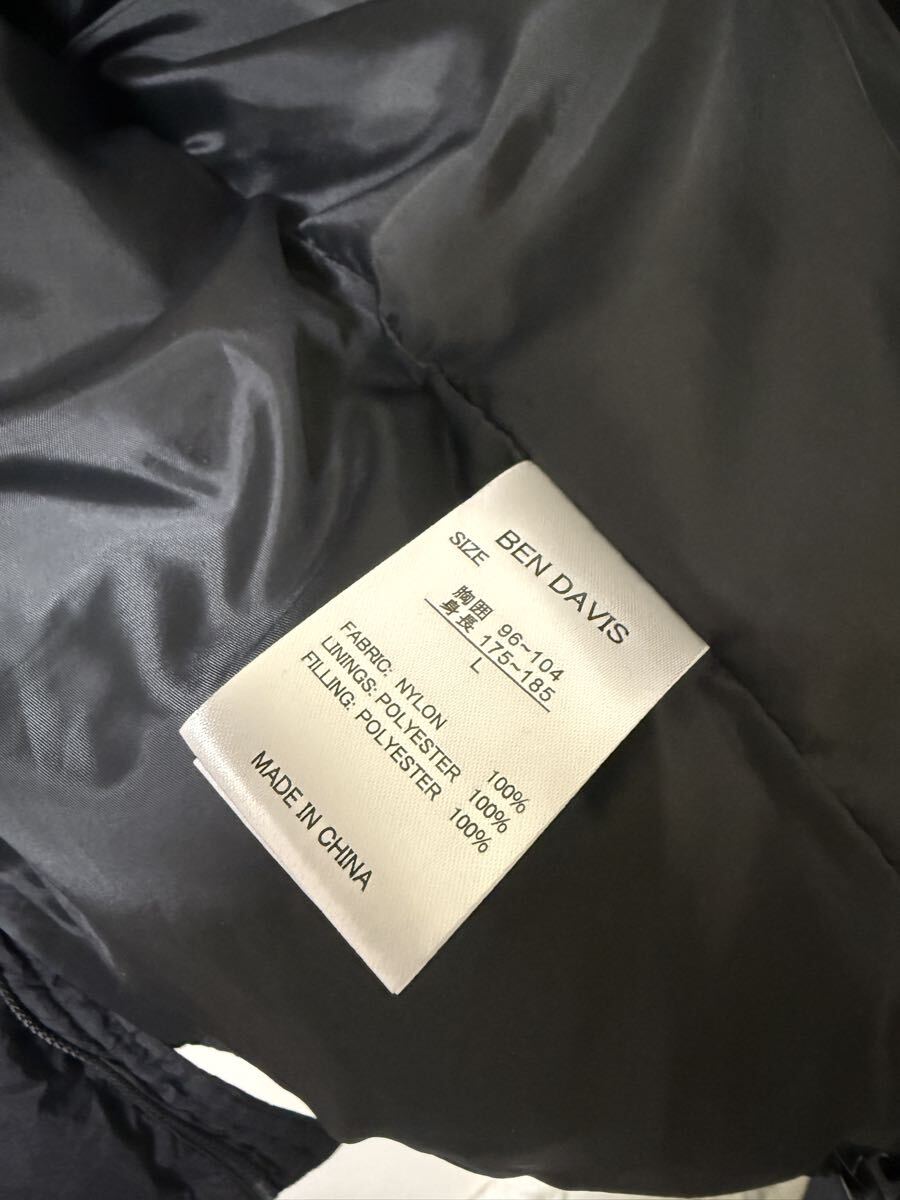 BEN DAVIS
SIZE
胸囲 96~104
身長 175~185
L
FABRIC: NYLON 100%
LININGS: POLYESTER 100%
FILLING: POLYESTER 100%
MADE IN CHINA